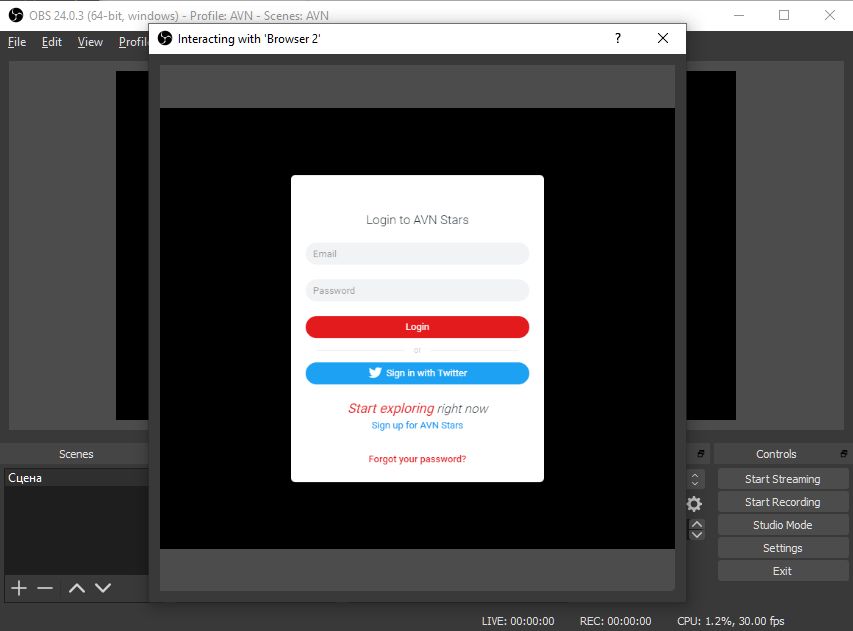 OBS 24.0.3 (64-bit, windows) - Profile: AVN - Scenes: AVN
File Edit View Profil
Interacting with 'Browser 2'
?
Login to AVN Stars
Email
Password
Login
or
Sign in with Twitter
Start exploring right now
Sign up for AVN Stars
Forgot your password?
Scenes
Сцена
Controls
Start Streaming
Start Recording
Studio Mode
Settings
Exit
LIVE: 00:00:00 REC: 00:00:00 CPU: 1.2%, 30.00 fps